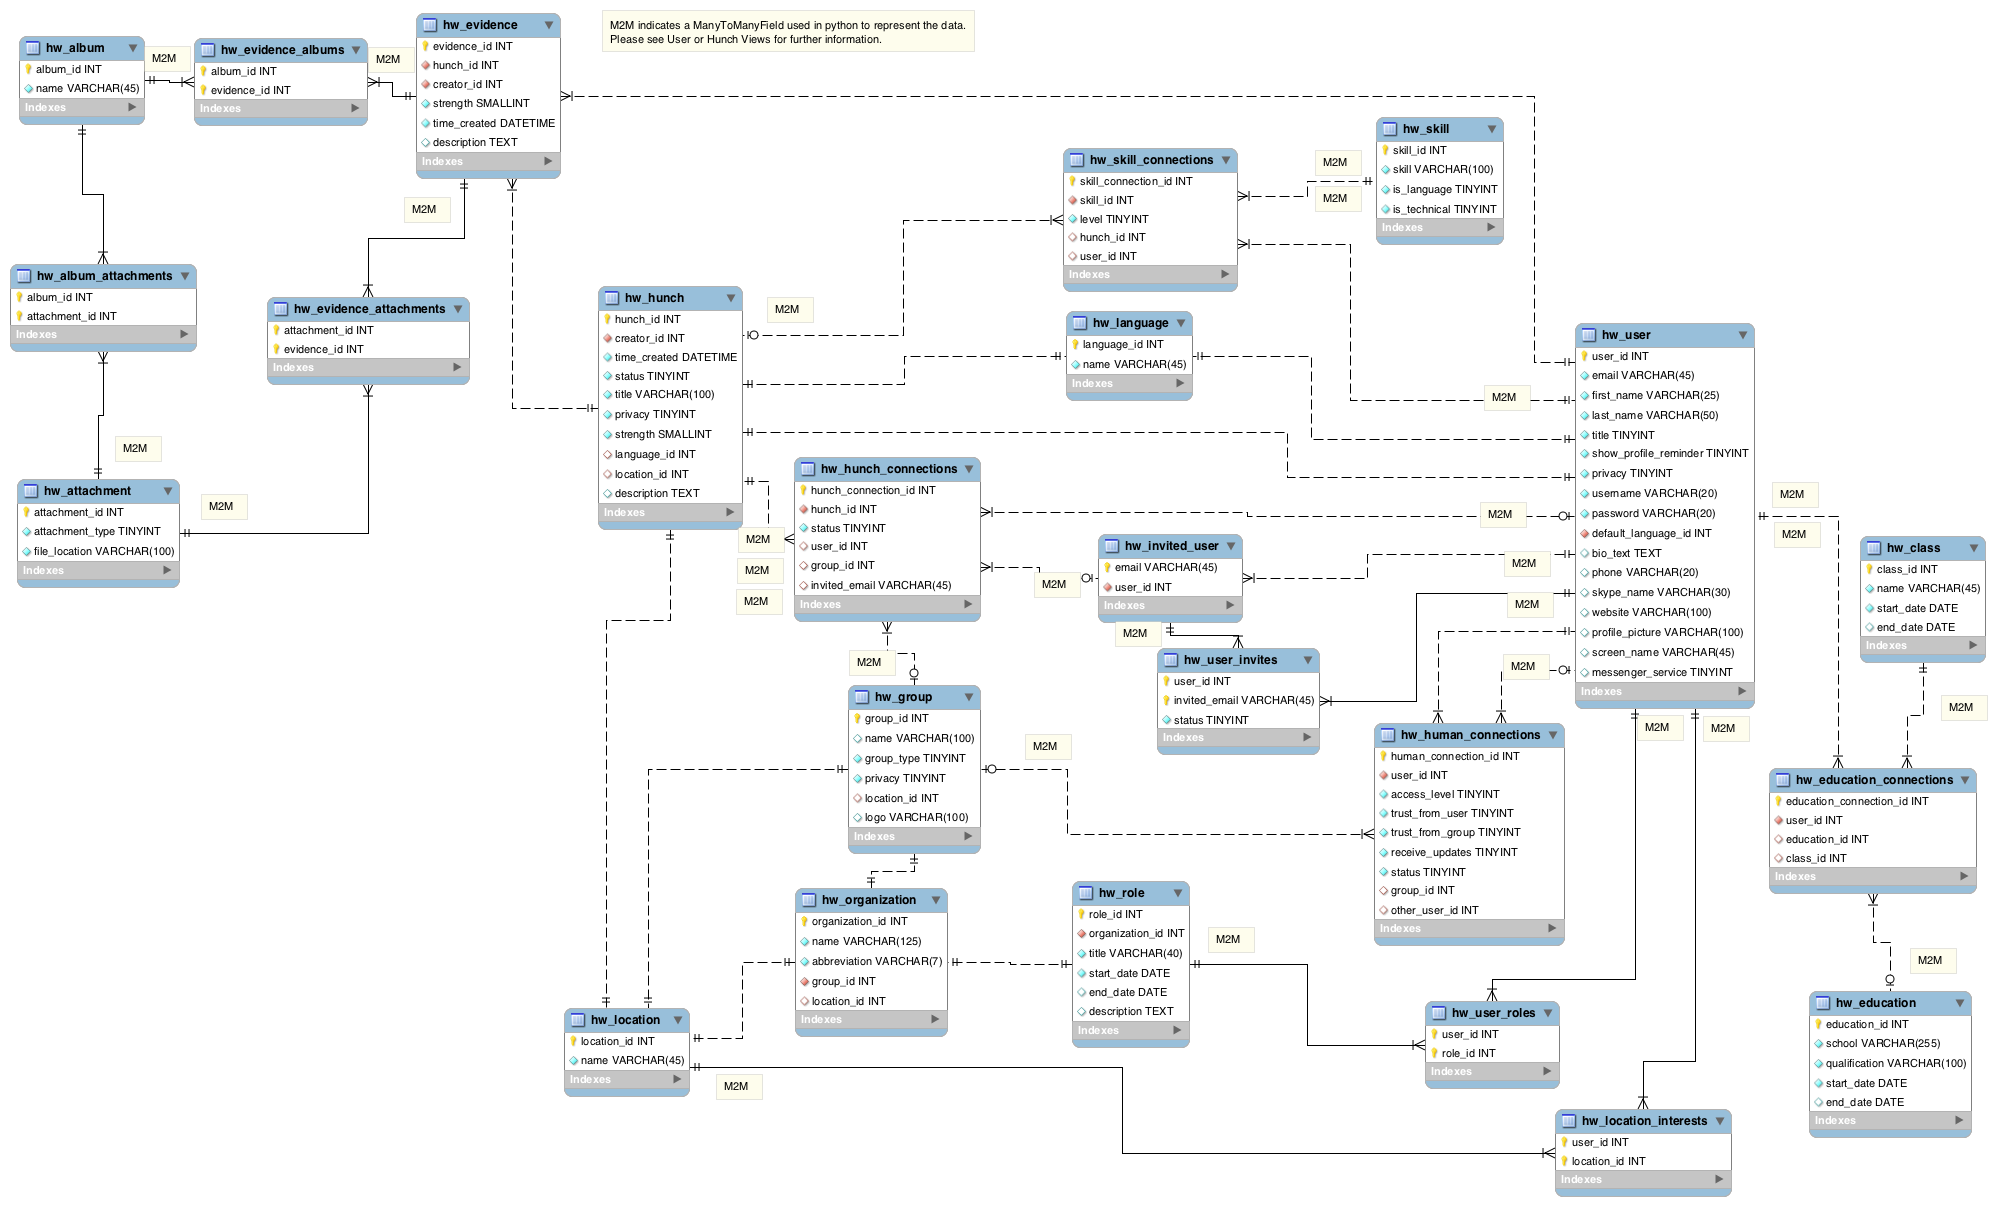 M2M indicates a ManyToManyField used in python to represent the data.
Please see User or Hunch Views for further information.
hw_album
album_id INT
name VARCHAR(45)
Indexes
M2M
hw_evidence_albums
album_id INT
evidence_id INT
Indexes
M2M
hw_evidence
evidence_id INT
hunch_id INT
creator_id INT
strength SMALLINT
time_created DATETIME
description TEXT
Indexes
M2M
hw_skill_connections
skill_connection_id INT
skill_id INT
level TINYINT
hunch_id INT
user_id INT
Indexes
M2M
M2M
hw_skill
skill_id INT
skill VARCHAR(100)
is_language TINYINT
is_technical TINYINT
Indexes
hw_album_attachments
album_id INT
attachment_id INT
Indexes
hw_evidence_attachments
attachment_id INT
evidence_id INT
Indexes
hw_hunch
hunch_id INT
creator_id INT
time_created DATETIME
status TINYINT
title VARCHAR(100)
privacy TINYINT
strength SMALLINT
language_id INT
location_id INT
description TEXT
Indexes
M2M
hw_language
language_id INT
name VARCHAR(45)
Indexes
M2M
hw_user
user_id INT
email VARCHAR(45)
first_name VARCHAR(25)
last_name VARCHAR(50)
title TINYINT
show_profile_reminder TINYINT
privacy TINYINT
username VARCHAR(20)
password VARCHAR(20)
default_language_id INT
bio_text TEXT
phone VARCHAR(20)
skype_name VARCHAR(30)
website VARCHAR(100)
profile_picture VARCHAR(100)
screen_name VARCHAR(45)
messenger_service TINYINT
Indexes
M2M
hw_attachment
attachment_id INT
attachment_type TINYINT
file_location VARCHAR(100)
Indexes
M2M
hw_hunch_connections
hunch_connection_id INT
hunch_id INT
status TINYINT
user_id INT
group_id INT
invited_email VARCHAR(45)
Indexes
M2M
M2M
M2M
M2M
M2M
hw_invited_user
email VARCHAR(45)
user_id INT
Indexes
M2M
M2M
M2M
M2M
M2M
M2M
hw_class
class_id INT
name VARCHAR(45)
start_date DATE
end_date DATE
Indexes
M2M
hw_user_invites
user_id INT
invited_email VARCHAR(45)
status TINYINT
Indexes
M2M
hw_group
group_id INT
name VARCHAR(100)
group_type TINYINT
privacy TINYINT
location_id INT
logo VARCHAR(100)
Indexes
M2M
hw_human_connections
human_connection_id INT
user_id INT
access_level TINYINT
trust_from_user TINYINT
trust_from_group TINYINT
receive_updates TINYINT
status TINYINT
group_id INT
other_user_id INT
Indexes
M2M
M2M
M2M
hw_education_connections
education_connection_id INT
user_id INT
education_id INT
class_id INT
Indexes
M2M
hw_organization
organization_id INT
name VARCHAR(125)
abbreviation VARCHAR(7)
group_id INT
location_id INT
Indexes
hw_role
role_id INT
organization_id INT
title VARCHAR(40)
start_date DATE
end_date DATE
description TEXT
Indexes
M2M
hw_education
education_id INT
school VARCHAR(255)
qualification VARCHAR(100)
start_date DATE
end_date DATE
Indexes
hw_location
location_id INT
name VARCHAR(45)
Indexes
M2M
hw_user_roles
user_id INT
role_id INT
Indexes
hw_location_interests
user_id INT
location_id INT
Indexes